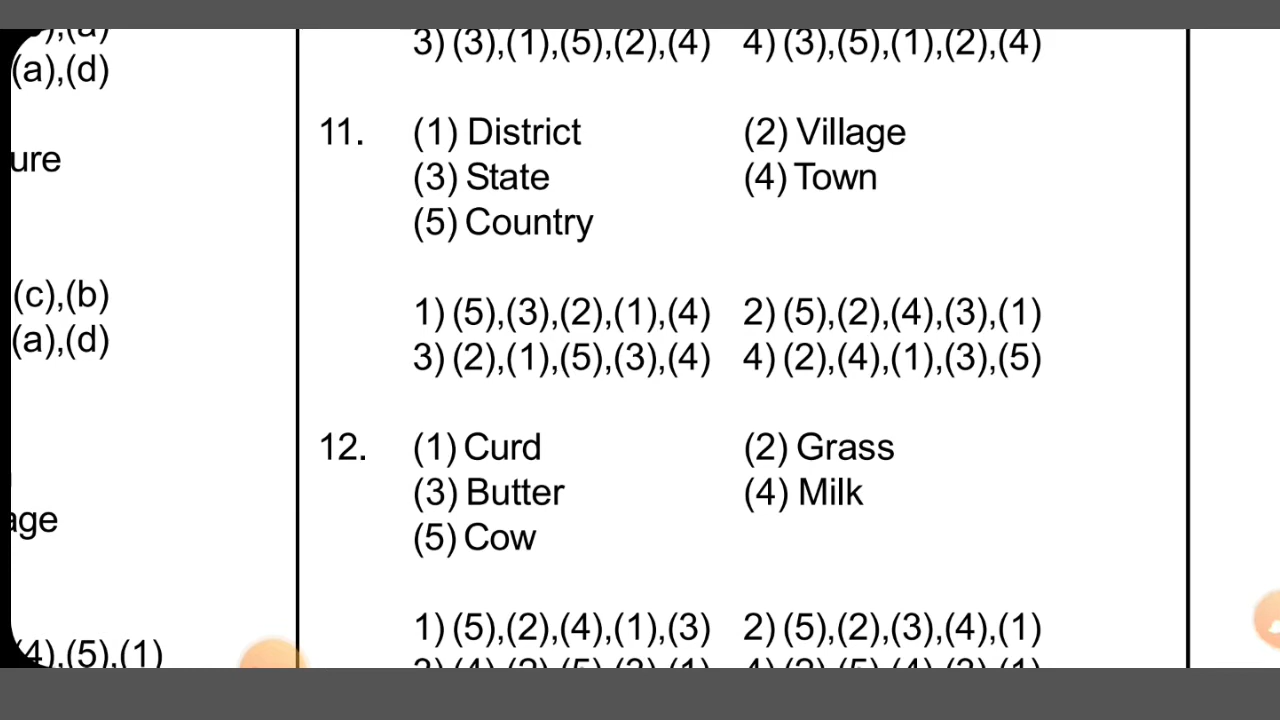 (a),(d)
ure
(c),(b)
(a),(d)
age
(4),(5),(1)
3) (3),(1),(5),(2),(4) 4) (3),(5),(1),(2),(4)
11. (1) District (2) Village
(3) State (4) Town
(5) Country
1) (5),(3),(2),(1),(4) 2) (5),(2),(4),(3),(1)
3) (2),(1),(5),(3),(4) 4) (2),(4),(1),(3),(5)
12. (1) Curd (2) Grass
(3) Butter (4) Milk
(5) Cow
1) (5),(2),(4),(1),(3) 2) (5),(2),(3),(4),(1)